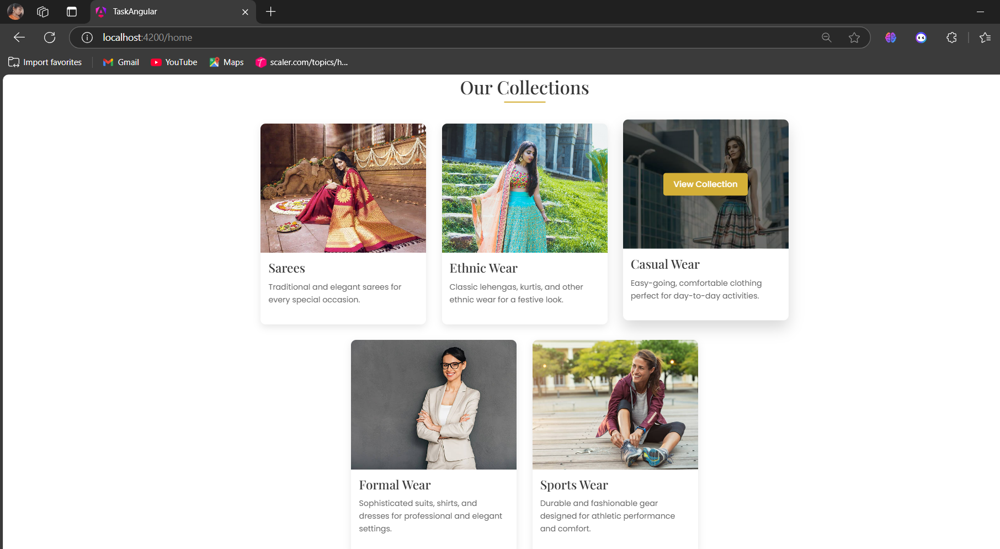 TaskAngular
localhost:4200/home
Import favorites
Gmail
YouTube
Maps
scaler.com/topics/h...
Our Collections
View Collection
Sarees
Traditional and elegant sarees for
every special occasion.
Ethnic Wear
Classic lehengas, kurtis, and other
ethnic wear for a festive look.
Casual Wear
Easy-going, comfortable clothing
perfect for day-to-day activities.
Formal Wear
Sophisticated suits, shirts, and
dresses for professional and elegant
settings.
Sports Wear
Durable and fashionable gear
designed for athletic performance
and comfort.